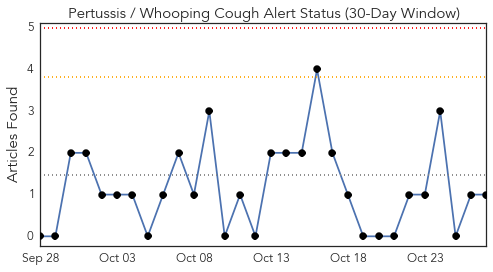 Pertussis / Whooping Cough Alert Status (30-Day Window)
Articles Found
5
4
3
2
1
0
Sep 28 Oct 03 Oct 08 Oct 13 Oct 18 Oct 23